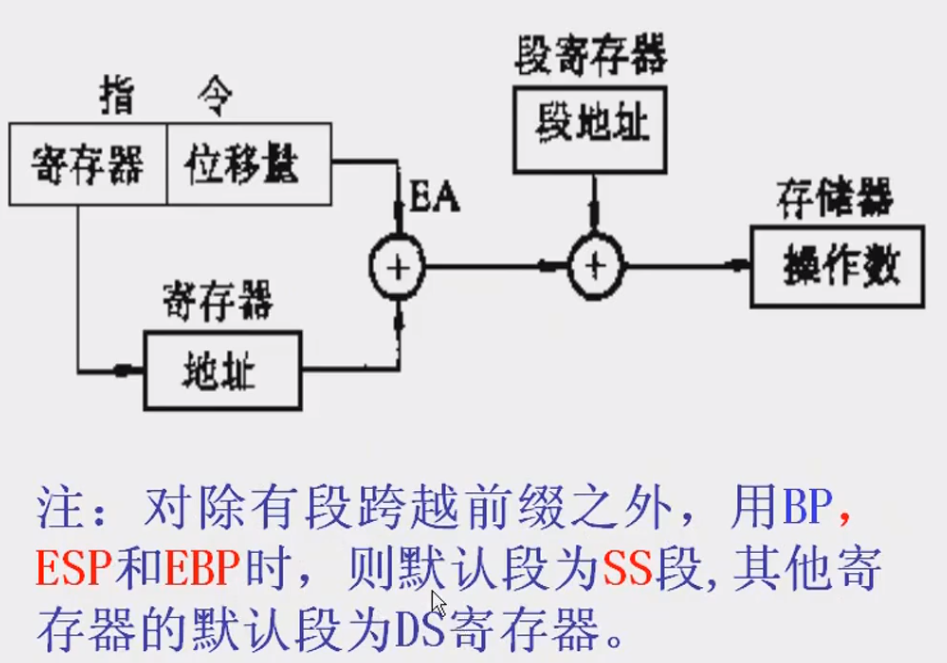 段寄存器
段地址
指 令
寄存器 位移量
EA
存储器
操作数
+
+
寄存器
地址
注：对除有段跨越前缀之外，用BP，
ESP和EBP时，则默认段为SS段,其他寄
存器的默认段为DS寄存器。